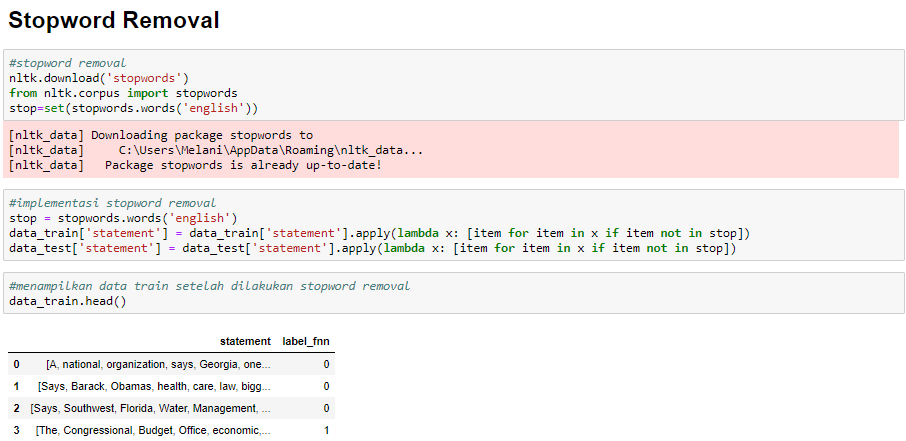 Stopword Removal
#stopword removal
nltk.download('stopwords')
from nltk.corpus import stopwords
stop=set(stopwords.words('english'))
[nltk_data] Downloading package stopwords to
[nltk_data]     C:\Users\Melani\AppData\Roaming\nltk_data...
[nltk_data]   Package stopwords is already up-to-date!
#implementasi stopword removal
stop = stopwords.words('english')
data_train['statement'] = data_train['statement'].apply(lambda x: [item for item in x if item not in stop])
data_test['statement'] = data_test['statement'].apply(lambda x: [item for item in x if item not in stop])
#menampilkan data train setelah dilakukan stopword removal
data_train.head()
statement label_fnn
0 [A, national, organization, says, Georgia, one... 0
1 [Says, Barack, Obamas, health, care, law, bigg... 0
2 [Says, Southwest, Florida, Water, Management, ... 0
3 [The, Congressional, Budget, Office, economic,... 1